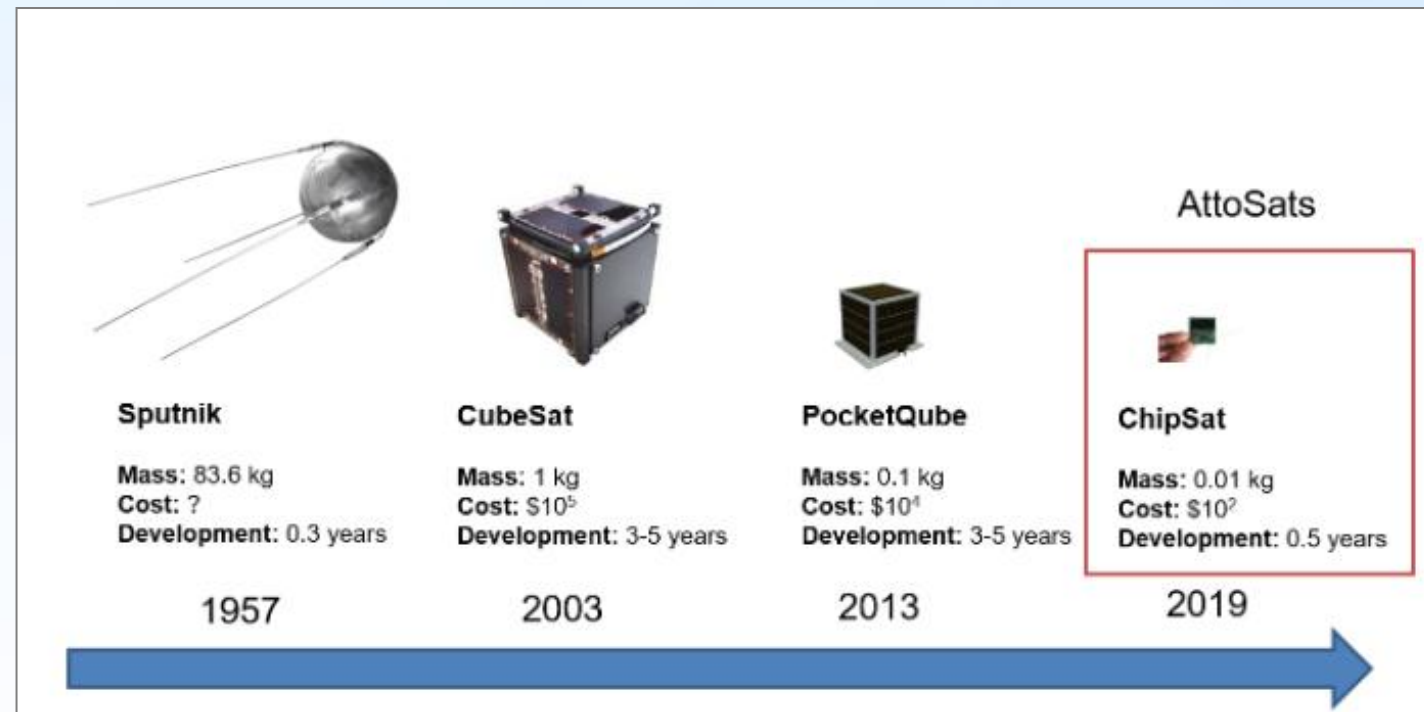 AttoSats
Sputnik
Mass: 83.6 kg
Cost: ?
Development: 0.3 years
1957
CubeSat
Mass: 1 kg
Cost: $10⁵
Development: 3-5 years
2003
PocketQube
Mass: 0.1 kg
Cost: $10⁴
Development: 3-5 years
2013
ChipSat
Mass: 0.01 kg
Cost: $10²
Development: 0.5 years
2019